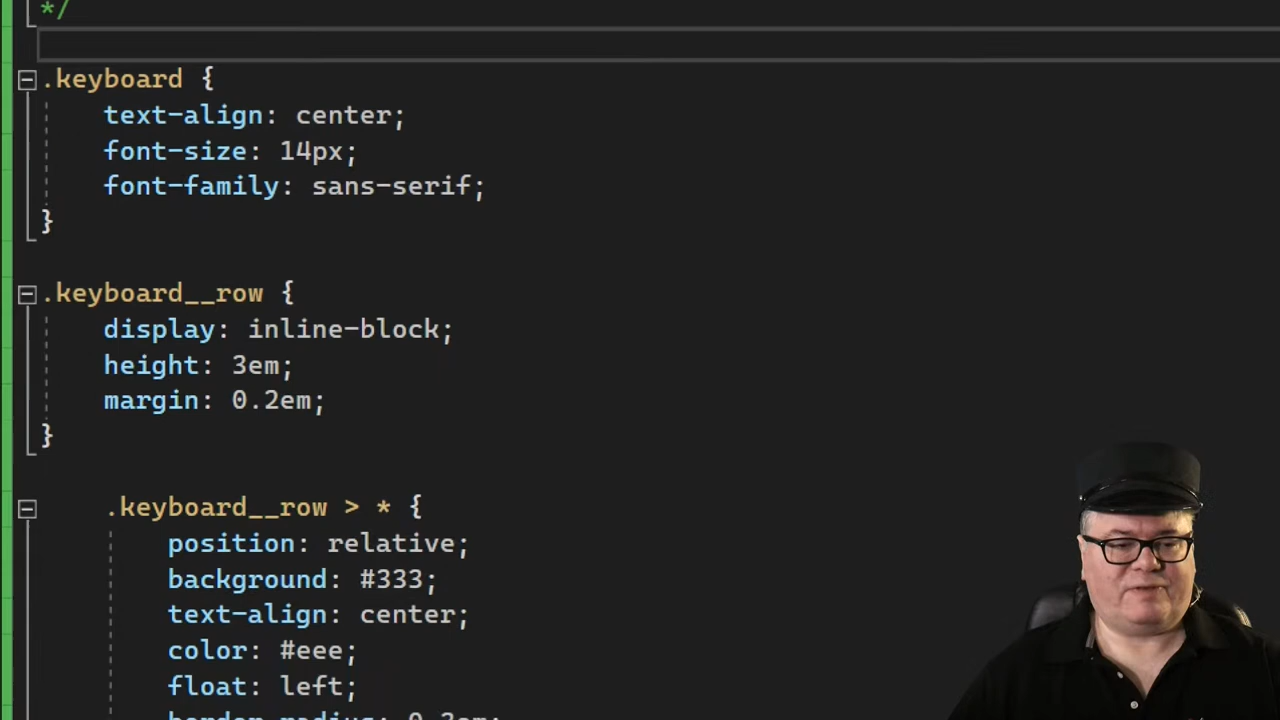 */
.keyboard {
text-align: center;
font-size: 14px;
font-family: sans-serif;
}
.keyboard__row {
display: inline-block;
height: 3em;
margin: 0.2em;
}
.keyboard__row > * {
position: relative;
background: #333;
text-align: center;
color: #eee;
float: left;